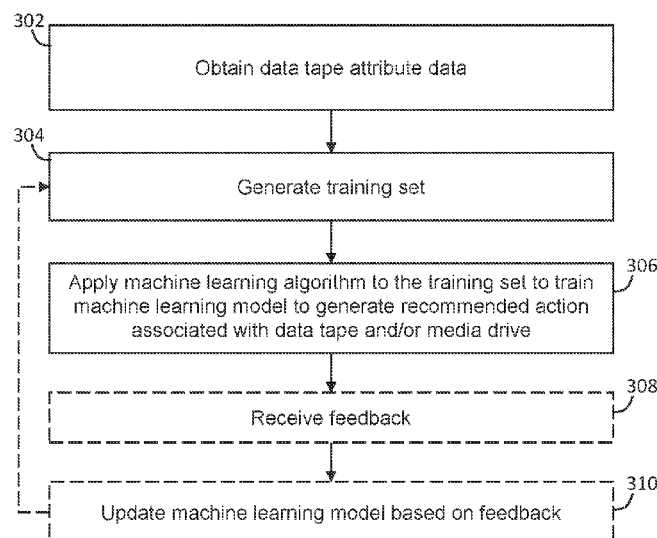 302
Obtain data tape attribute data
304
Generate training set
306
Apply machine learning algorithm to the training set to train
machine learning model to generate recommended action
associated with data tape and/or media drive
308
Receive feedback
310
Update machine learning model based on feedback